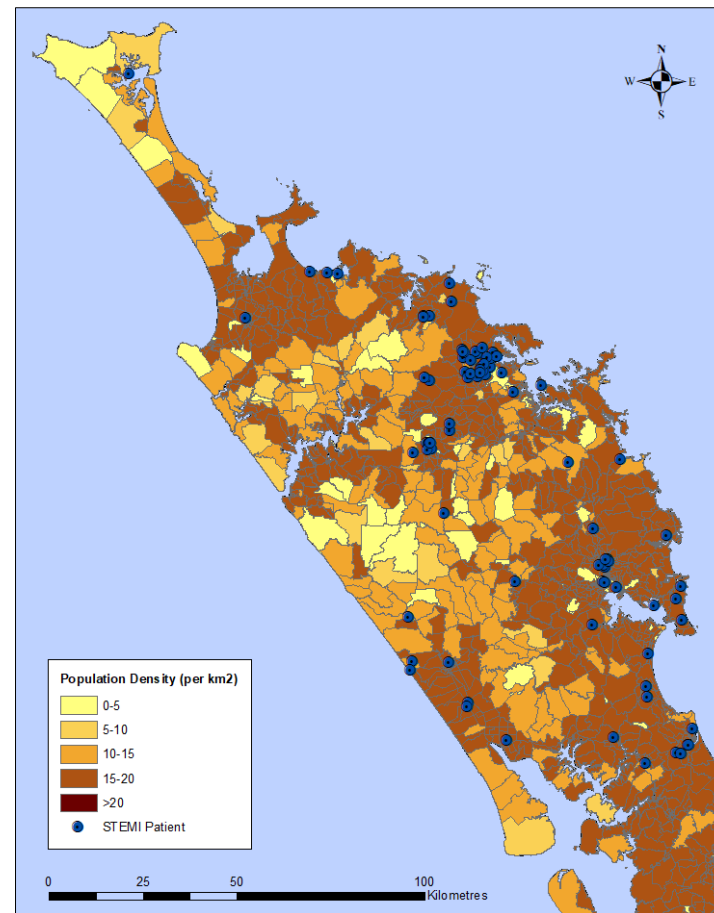 N
W E
S
Population Density (per km2)
0-5
5-10
10-15
15-20
>20
STEMI Patient
0 25 50 100
Kilometres